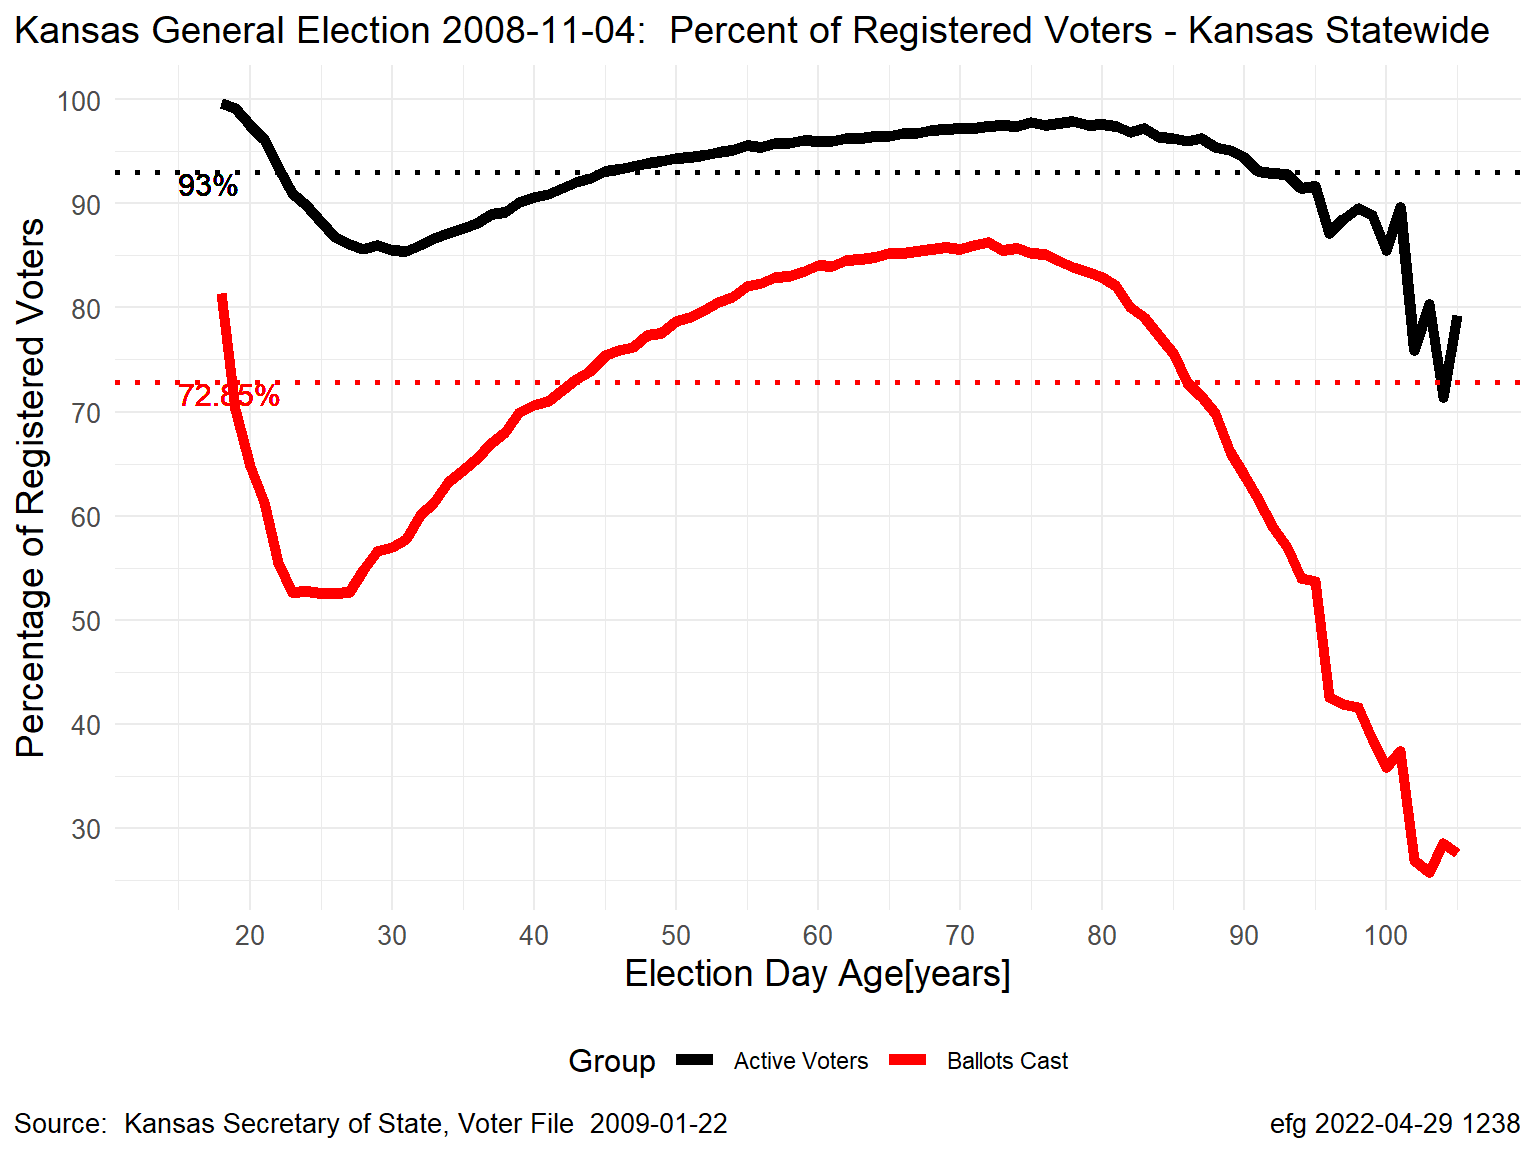 Kansas General Election 2008-11-04:  Percent of Registered Voters - Kansas Statewide
Percentage of Registered Voters
100
90
80
70
60
50
40
30
93%
72.85%
20 30 40 50 60 70 80 90 100
Election Day Age[years]
Group Active Voters Ballots Cast
Source:  Kansas Secretary of State, Voter File  2009-01-22
efg 2022-04-29 1238